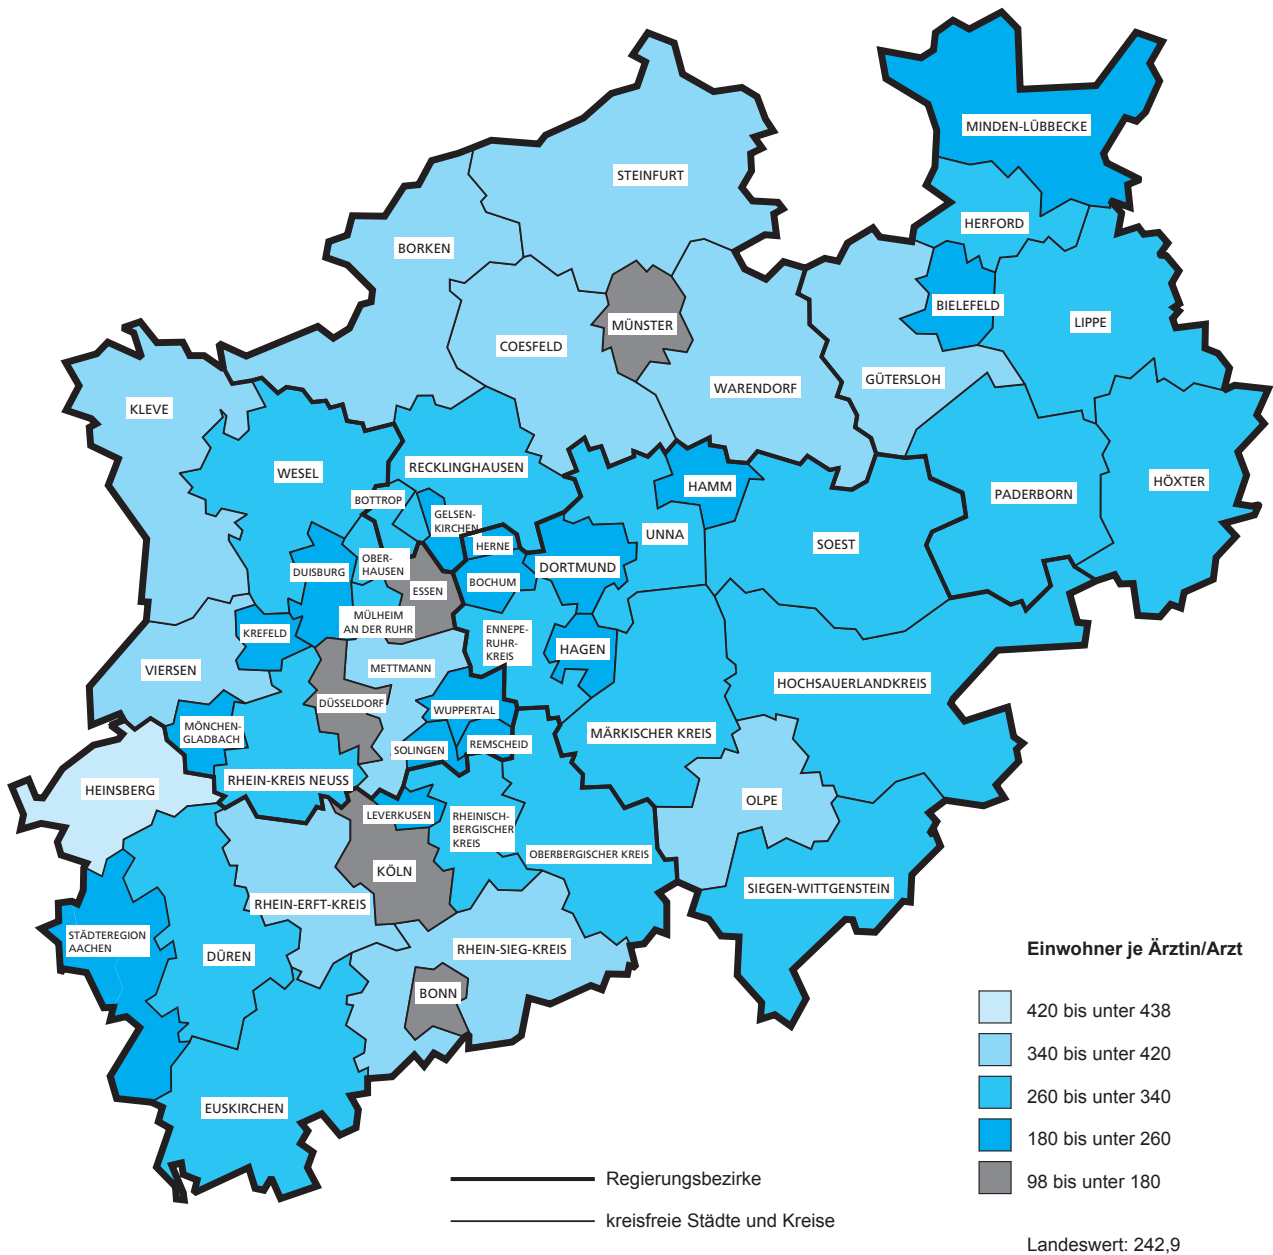 MINDEN-LÜBBECKE
STEINFURT
HERFORD
BORKEN
BIELEFELD
LIPPE
MÜNSTER
COESFELD
GÜTERSLOH
WARENDORF
KLEVE
RECKLINGHAUSEN
WESEL
HÖXTER
HAMM
PADERBORN
BOTTROP
GELSEN-
KIRCHEN
UNNA
SOEST
HERNE
OBER-
HAUSEN
DORTMUND
DUISBURG
BOCHUM
ESSEN
MÜLHEIM
AN DER RUHR
KREFELD
ENNEPE-
RUHR-
KREIS
HAGEN
VIERSEN
METTMANN
HOCHSAUERLANDKREIS
DÜSSELDORF
WUPPERTAL
MÖNCHEN-
GLADBACH
MÄRKISCHER KREIS
SOLINGEN
REMSCHEID
RHEIN-KREIS NEUSS
HEINSBERG
OLPE
LEVERKUSEN
RHEINISCH-
BERGISCHER
KREIS
OBERBERGISCHER KREIS
KÖLN
SIEGEN-WITTGENSTEIN
RHEIN-ERFT-KREIS
STÄDTEREGION
AACHEN
DÜREN
RHEIN-SIEG-KREIS
BONN
EUSKIRCHEN
Einwohner je Ärztin/Arzt
420 bis unter 438
340 bis unter 420
260 bis unter 340
180 bis unter 260
98 bis unter 180
Regierungsbezirke
kreisfreie Städte und Kreise
Landeswert: 242,9